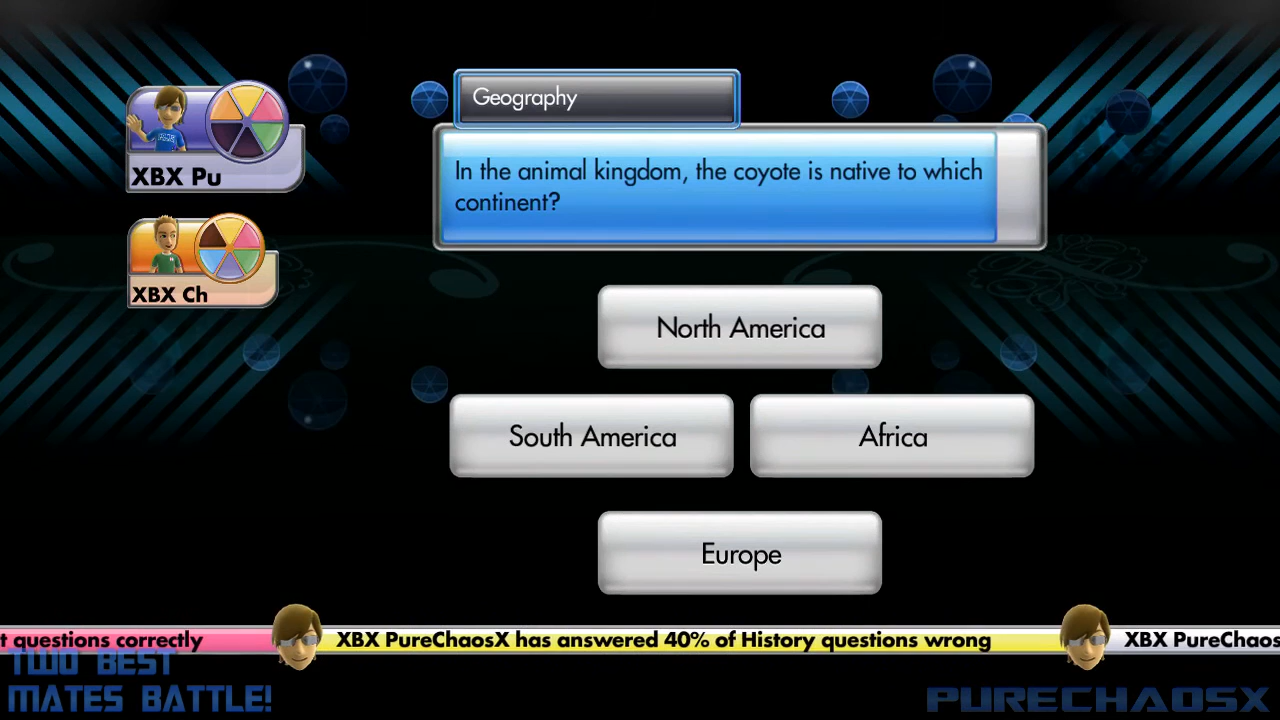 Geography
In the animal kingdom, the coyote is native to which
continent?
XBX Pu
XBX Ch
North America
South America
Africa
Europe
t questions correctly
XBX PureChaosX has answered 40% of History questions wrong
XBX PureChaos
TWO BEST
MATES BATTLE!
PURECHAOSX